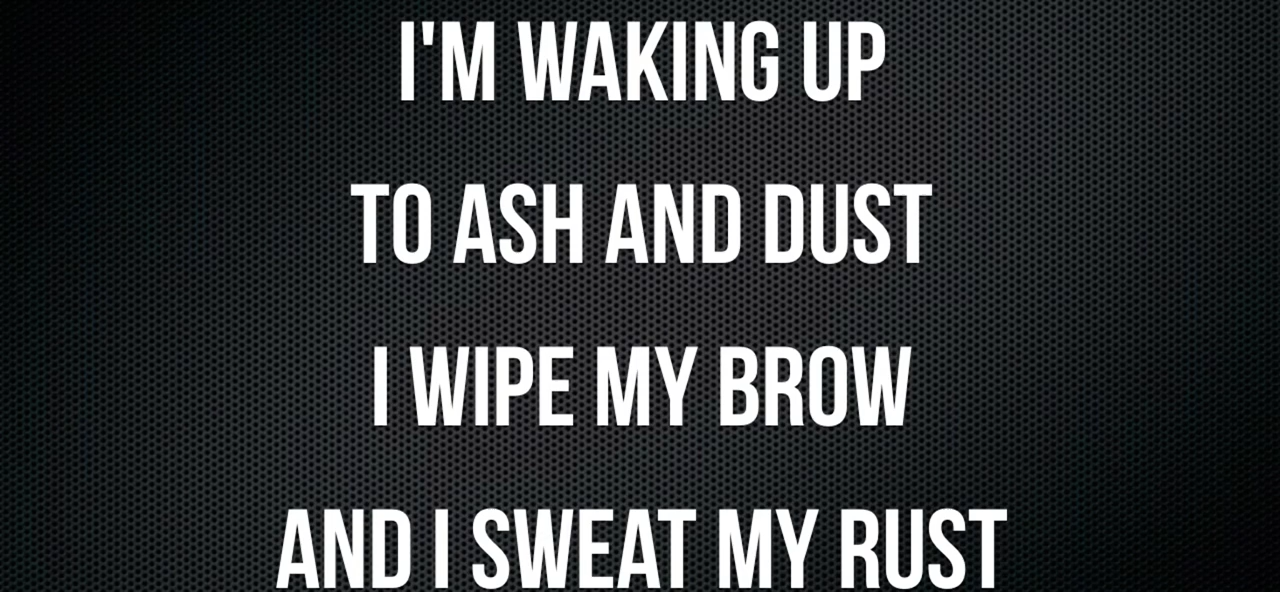 I'M WAKING UP
TO ASH AND DUST
I WIPE MY BROW
AND I SWEAT MY RUST